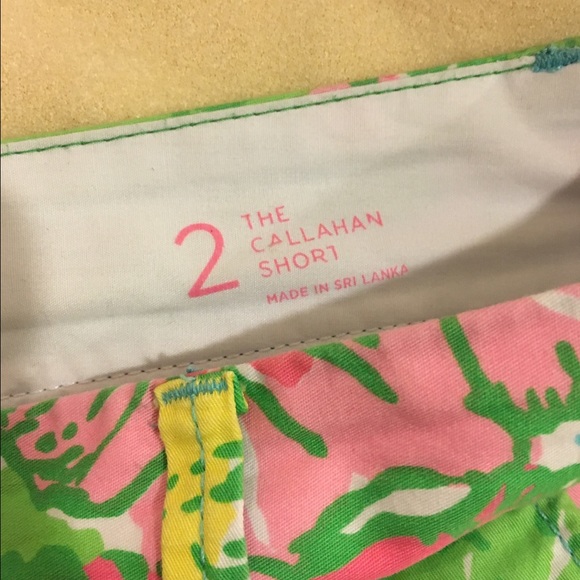 2
THE
CALLAHAN
SHORT
MADE IN SRI LANKA